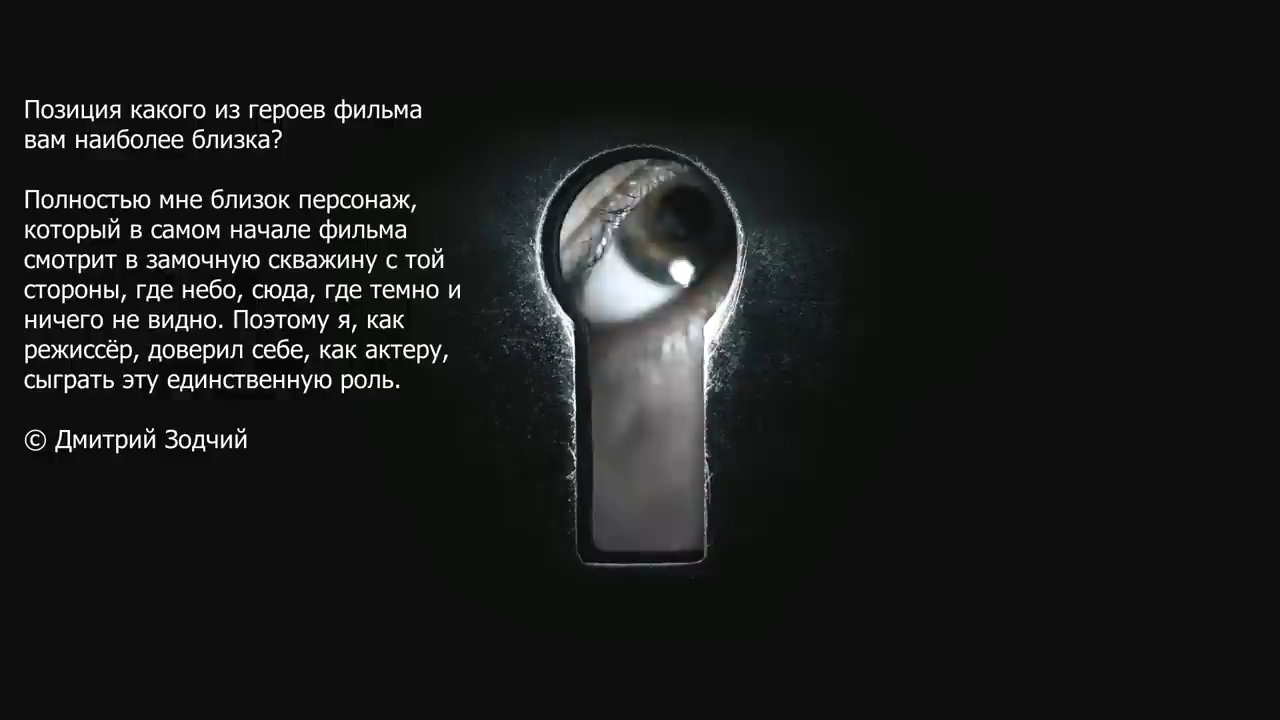 Позиция какого из героев фильма
вам наиболее близка?
Полностью мне близок персонаж,
который в самом начале фильма
смотрит в замочную скважину с той
стороны, где небо, сюда, где темно и
ничего не видно. Поэтому я, как
режиссёр, доверил себе, как актеру,
сыграть эту единственную роль.
© Дмитрий Зодчий